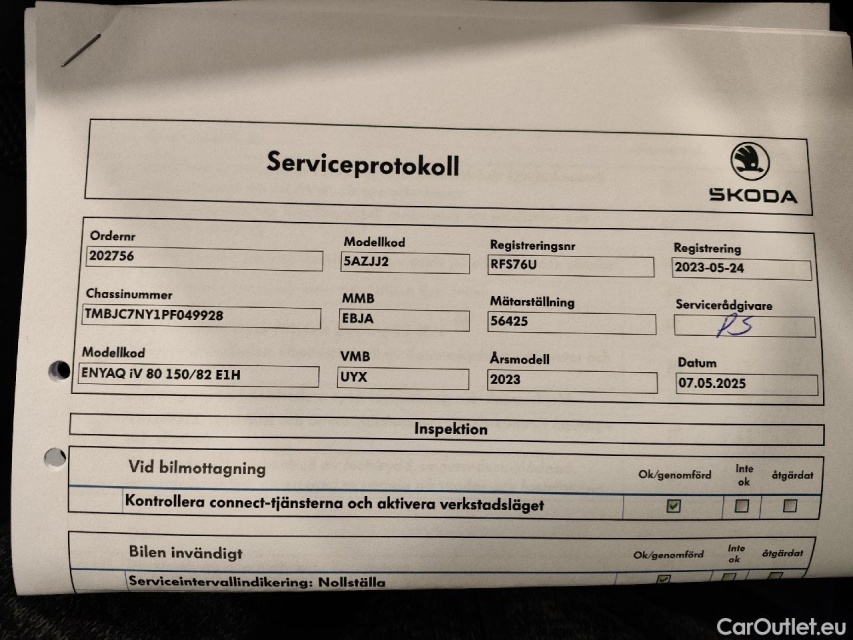 Serviceprotokoll
SKODA
Ordernr
202756
Modellkod
5AZJJ2
Registreringsnr
RFS76U
Registrering
2023-05-24
Chassinummer
TMBJC7NY1PF049928
MMB
EBJA
Mätarställning
56425
Servicerådgivare
RS
Modellkod
ENYAQ iV 80 150/82 E1H
VMB
UYX
Årsmodell
2023
Datum
07.05.2025
Inspektion
Vid bilmottagning
Ok/genomförd
Inte
ok
åtgärdat
Kontrollera connect-tjänsterna och aktivera verkstadsläget
Bilen invändigt
Ok/genomförd
Inte
ok
åtgärdat
Serviceintervallindikering: Nollställa
CarOutlet.eu